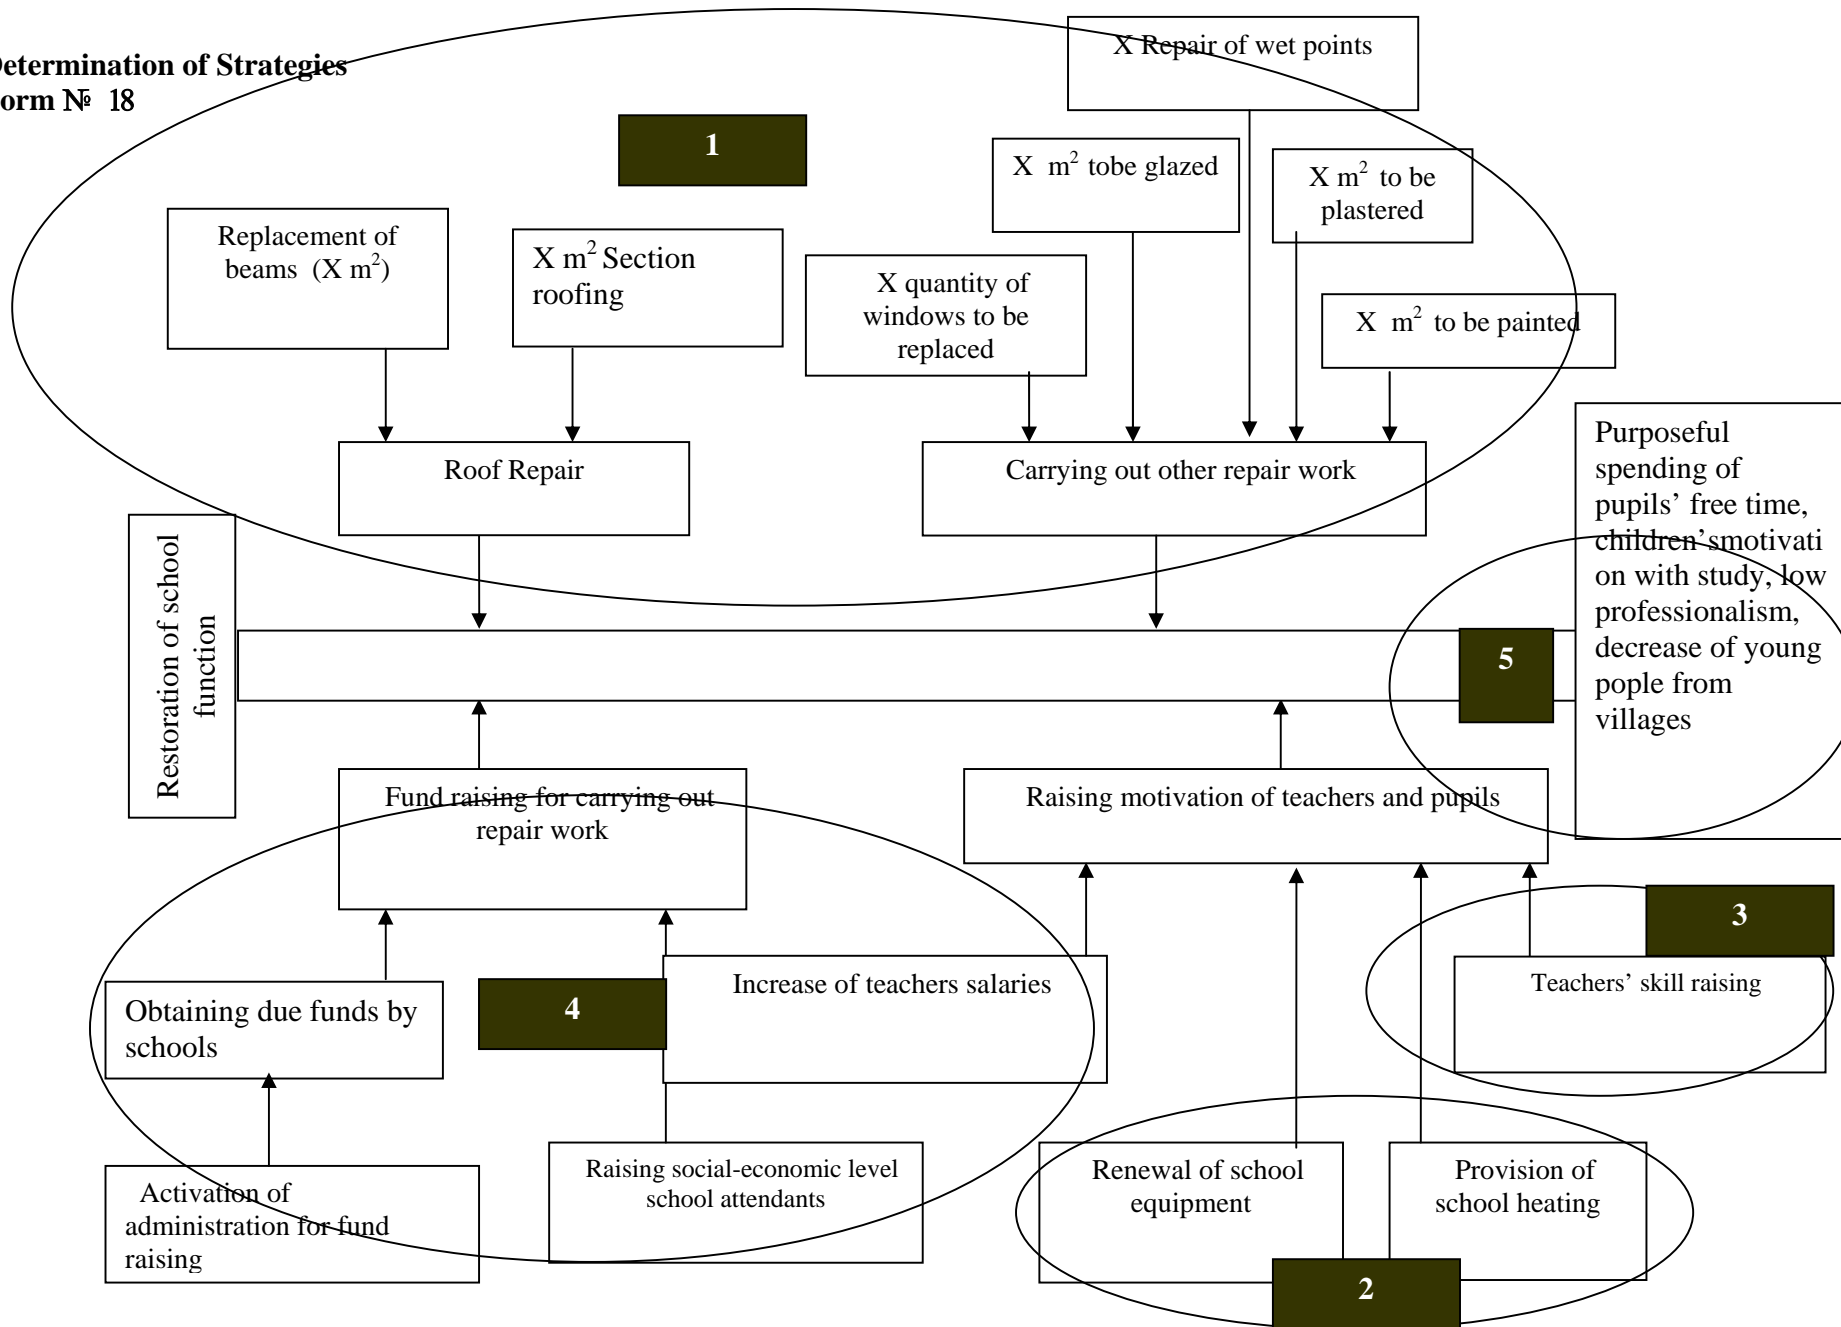 Determination of Strategies
orm № 18
X Repair of wet points
1
X m² tobe glazed
X m² to be
plastered
Replacement of
beams (X m²)
X m² Section
roofing
X quantity of
windows to be
replaced
X m² to be painted
Roof Repair
Carrying out other repair work
Purposeful
spending of
pupils’ free time,
children’smotivati
on with study, low
professionalism,
decrease of young
pople from
villages
Restoration of school
function
5
Fund raising for carrying out
repair work
Raising motivation of teachers and pupils
3
Teachers’ skill raising
Increase of teachers salaries
4
Obtaining due funds by
schools
Raising social-economic level
school attendants
Renewal of school
equipment
Provision of
school heating
Activation of
administration for fund
raising
2